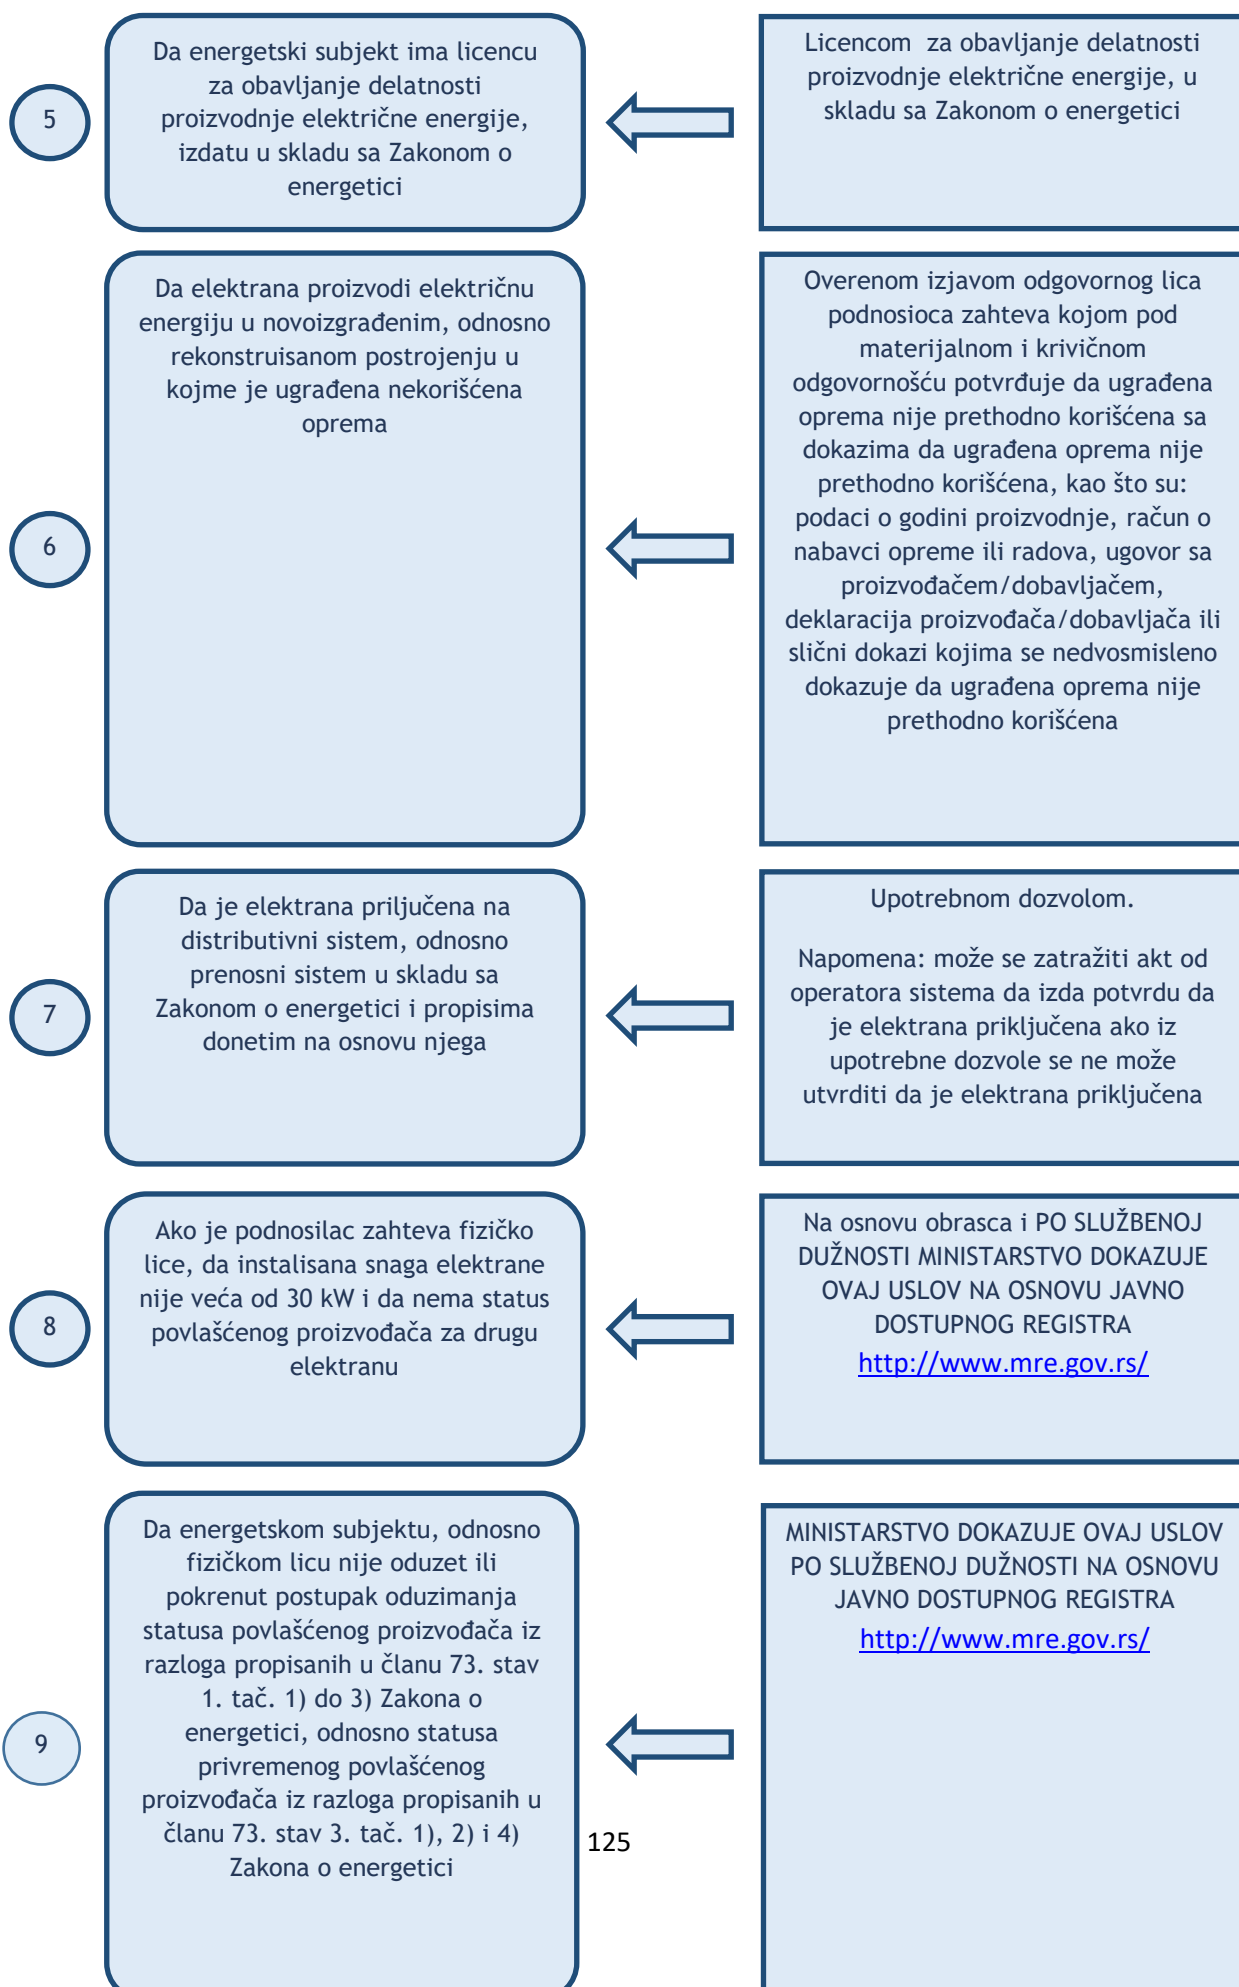 5
Da energetski subjekt ima licencu
za obavljanje delatnosti
proizvodnje električne energije,
izdatu u skladu sa Zakonom o
energetici
Licencom za obavljanje delatnosti
proizvodnje električne energije, u
skladu sa Zakonom o energetici
6
Da elektrana proizvodi električnu
energiju u novoizgrađenim, odnosno
rekonstruisanom postrojenju u
kojme je ugrađena nekorišćena
oprema
Overenom izjavom odgovornog lica
podnosioca zahteva kojom pod
materijalnom i krivičnom
odgovornošću potvrđuje da ugrađena
oprema nije prethodno korišćena sa
dokazima da ugrađena oprema nije
prethodno korišćena, kao što su:
podaci o godini proizvodnje, račun o
nabavci opreme ili radova, ugovor sa
proizvođačem/dobavljačem,
deklaracija proizvođača/dobavljača ili
slični dokazi kojima se nedvosmisleno
dokazuje da ugrađena oprema nije
prethodno korišćena
7
Da je elektrana priljučena na
distributivni sistem, odnosno
prenosni sistem u skladu sa
Zakonom o energetici i propisima
donetim na osnovu njega
Upotrebnom dozvolom.
Napomena: može se zatražiti akt od
operatora sistema da izda potvrdu da
je elektrana priključena ako iz
upotrebne dozvole se ne može
utvrditi da je elektrana priključena
8
Ako je podnosilac zahteva fizičko
lice, da instalisana snaga elektrane
nije veća od 30 kW i da nema status
povlašćenog proizvođača za drugu
elektranu
Na osnovu obrasca i PO SLUŽBENOJ
DUŽNOSTI MINISTARSTVO DOKAZUJE
OVAJ USLOV NA OSNOVU JAVNO
DOSTUPNOG REGISTRA
http://www.mre.gov.rs/
9
Da energetskom subjektu, odnosno
fizičkom licu nije oduzet ili
pokrenut postupak oduzimanja
statusa povlašćenog proizvođača iz
razloga propisanih u članu 73. stav
1. tač. 1) do 3) Zakona o
energetici, odnosno statusa
privremenog povlašćenog
proizvođača iz razloga propisanih u
članu 73. stav 3. tač. 1), 2) i 4)
Zakona o energetici
MINISTARSTVO DOKAZUJE OVAJ USLOV
PO SLUŽBENOJ DUŽNOSTI NA OSNOVU
JAVNO DOSTUPNOG REGISTRA
http://www.mre.gov.rs/
125